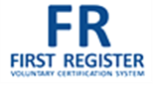 FR
FIRST REGISTER
VOLUNTARY CERTIFICATION SYSTEM